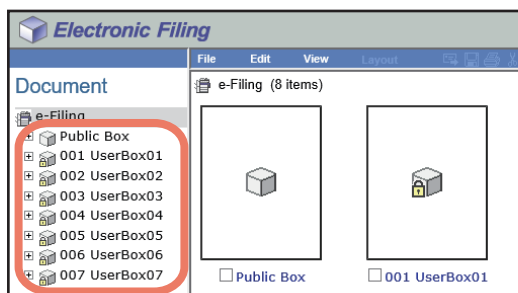 Electronic Filing
File Edit View Layout
Document
e-Filing (8 items)
e-Filing
Public Box
001 UserBox01
002 UserBox02
003 UserBox03
004 UserBox04
005 UserBox05
006 UserBox06
007 UserBox07
Public Box
001 UserBox01